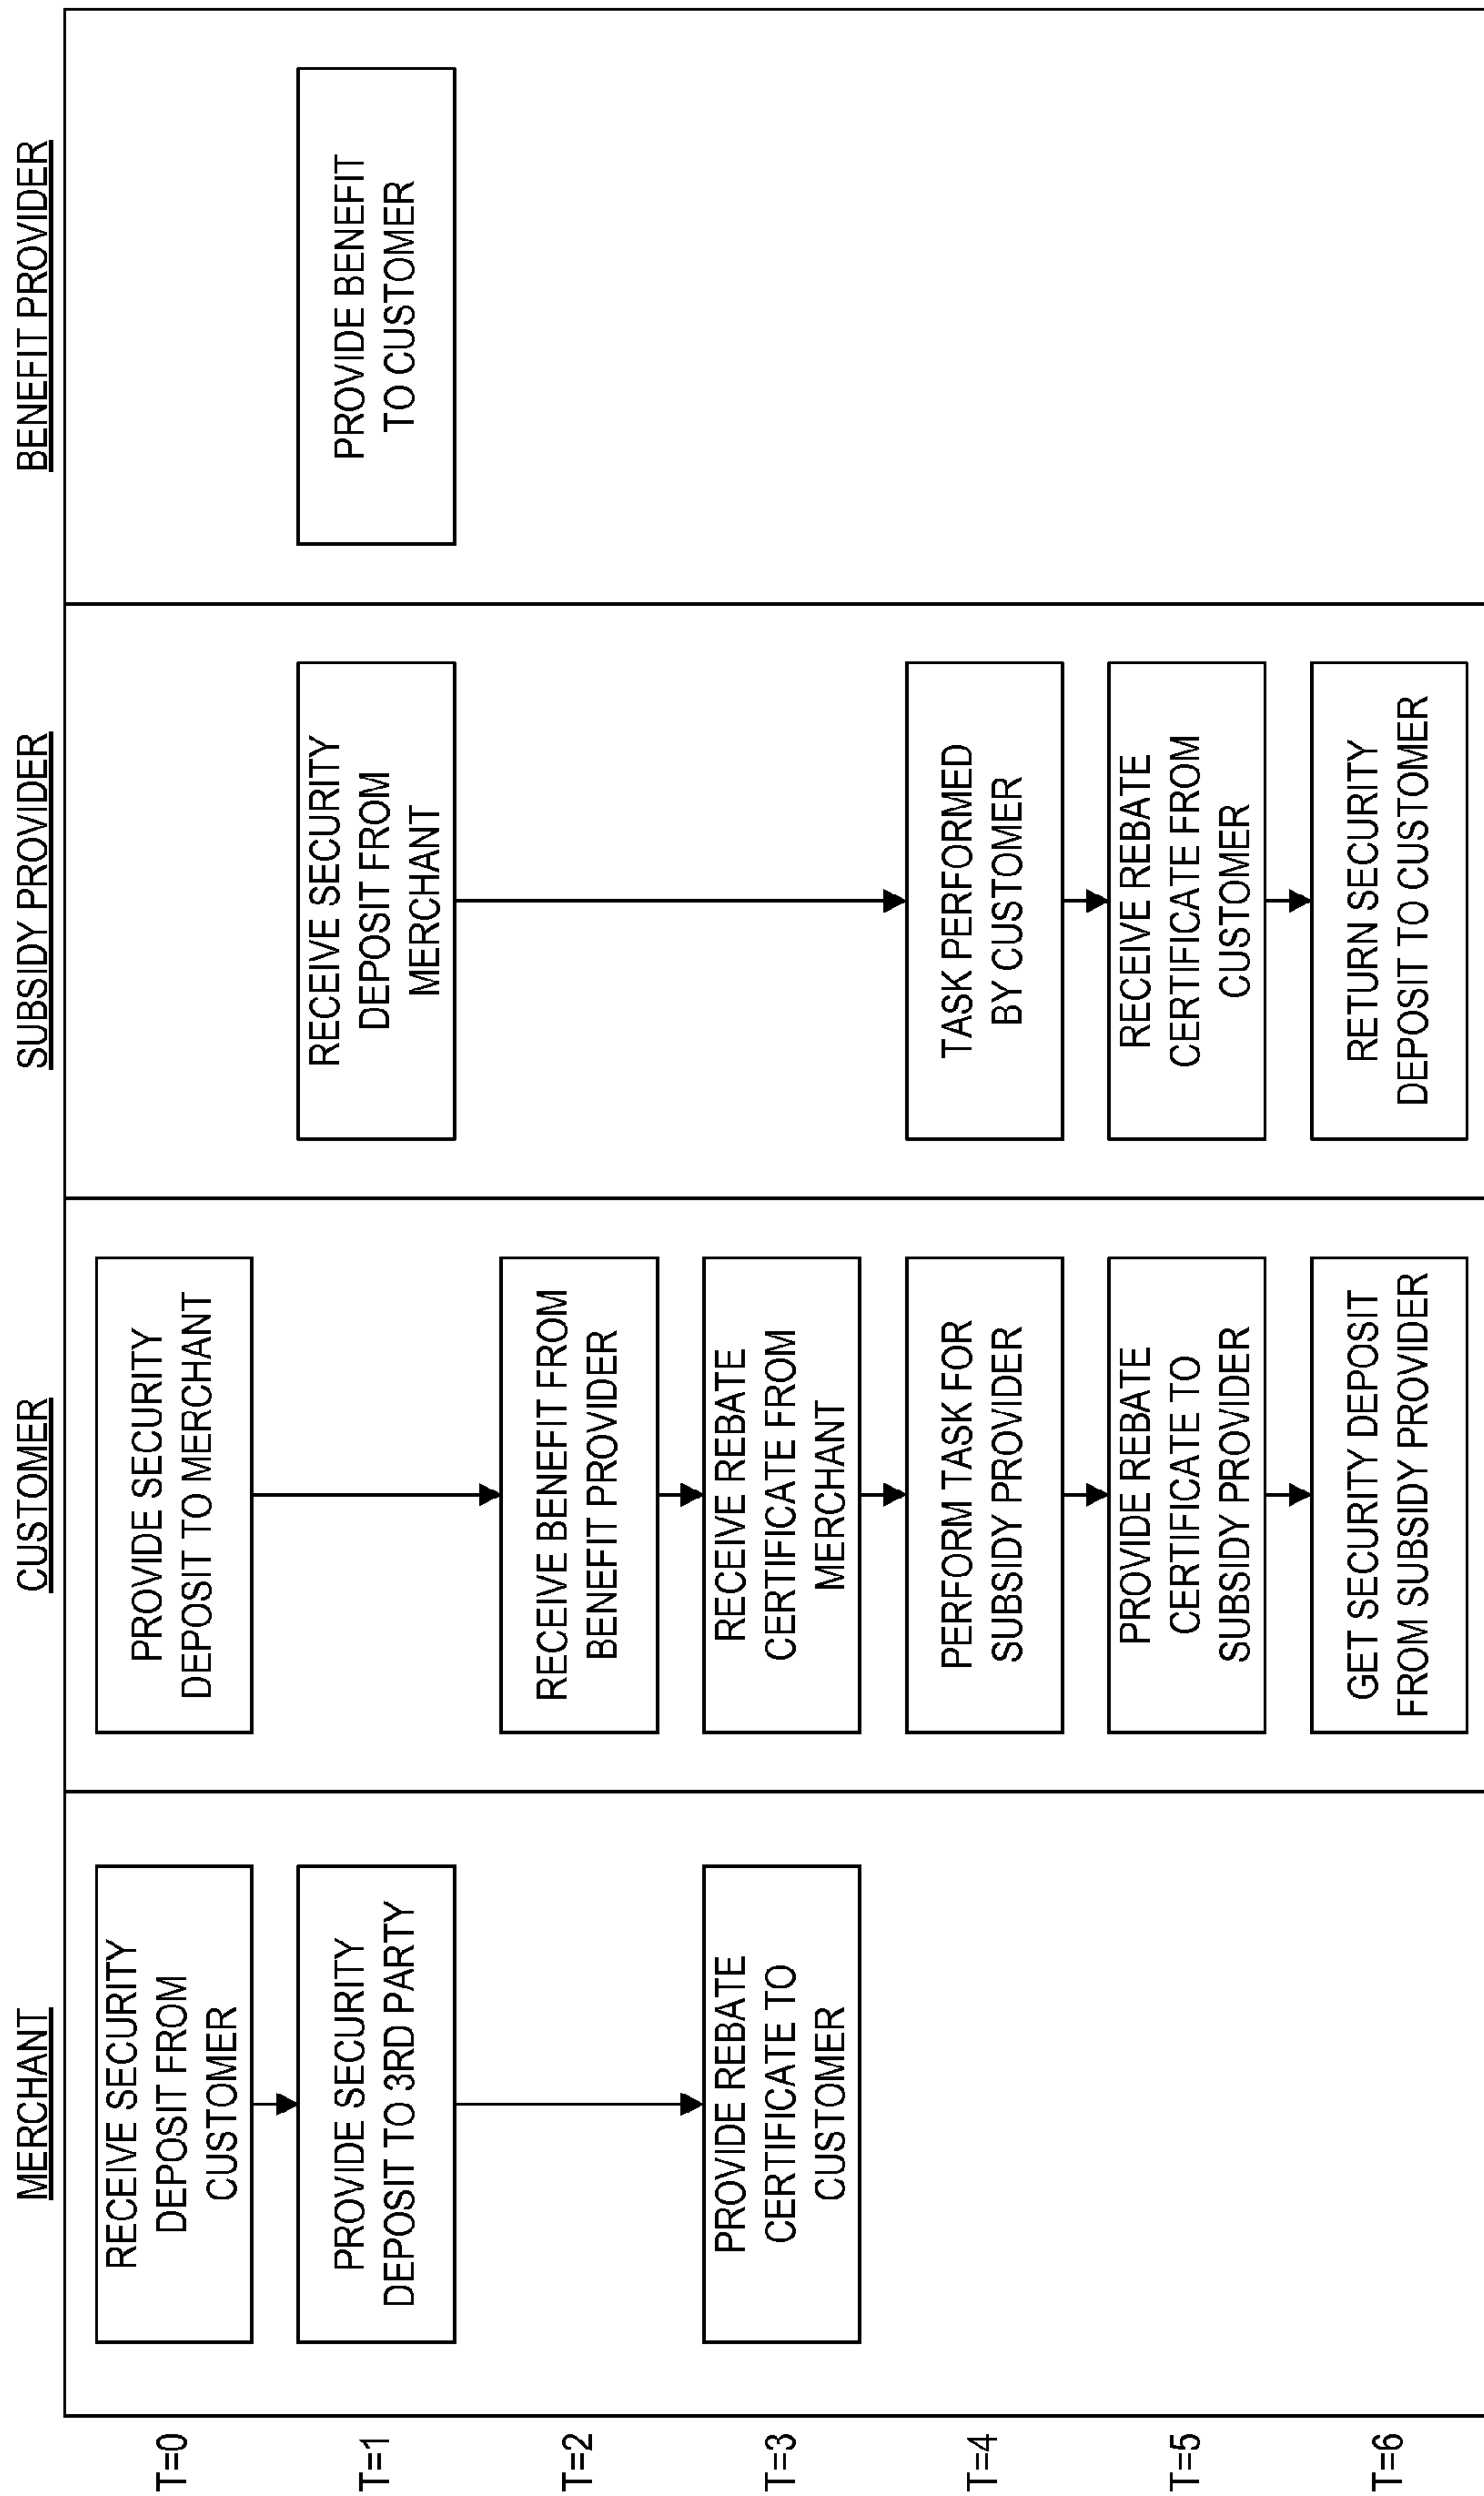 MERCHANT
CUSTOMER
SUBSIDY PROVIDER
BENEFIT PROVIDER
T=0
RECEIVE SECURITY
DEPOSIT FROM
CUSTOMER
PROVIDE SECURITY
DEPOSIT TO MERCHANT
T=1
PROVIDE SECURITY
DEPOSIT TO 3RD PARTY
RECEIVE SECURITY
DEPOSIT FROM
MERCHANT
PROVIDE BENEFIT
TO CUSTOMER
T=2
RECEIVE BENEFIT FROM
BENEFIT PROVIDER
T=3
PROVIDE REBATE
CERTIFICATE TO
CUSTOMER
RECEIVE REBATE
CERTIFICATE FROM
MERCHANT
T=4
PERFORM TASK FOR
SUBSIDY PROVIDER
TASK PERFORMED
BY CUSTOMER
T=5
PROVIDE REBATE
CERTIFICATE TO
SUBSIDY PROVIDER
RECEIVE REBATE
CERTIFICATE FROM
CUSTOMER
T=6
GET SECURITY DEPOSIT
FROM SUBSIDY PROVIDER
RETURN SECURITY
DEPOSIT TO CUSTOMER